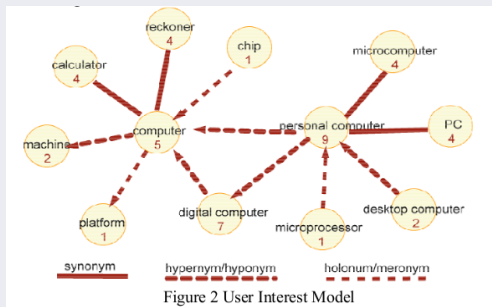 reckoner
4
chip
1
microcomputer
4
calculator
4
computer
5
personal computer
9
PC
4
machine
2
platform
1
digital computer
7
microprocessor
1
desktop computer
2
synonym
hypernym/hyponym
holonum/meronym
Figure 2 User Interest Model